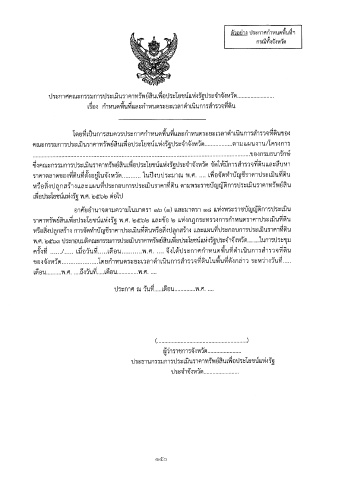 ตัวอย่าง ประกาศกำหนดพื้นที่ฯ
กรณีทั้งจังหวัด
ประกาศคณะกรรมการประเมินราคาทรัพย์สินเพื่อประโยชน์แห่งรัฐประจำจังหวัด........................
เรื่อง กำหนดพื้นที่และกำหนดระยะเวลาดำเนินการสำรวจที่ดิน
โดยที่เป็นการสมควรประกาศกำหนดพื้นที่และกำหนดระยะเวลาดำเนินการสำรวจที่ดินของ
คณะกรรมการประเมินราคาทรัพย์สินเพื่อประโยชน์แห่งรัฐประจำจังหวัด..................ตามแผนงาน/โครงการ
.....................................................................................................................ของกรมธนารักษ์
ซึ่งคณะกรรมการประเมินราคาทรัพย์สินเพื่อประโยชน์แห่งรัฐประจำจังหวัด จัดให้มีการสำรวจที่ดินและสืบหา
ราคาตลาดของที่ดินที่ตั้งอยู่ในจังหวัด........... ในปีงบประมาณ พ.ศ. .... เพื่อจัดทำบัญชีราคาประเมินที่ดิน
หรือสิ่งปลูกสร้างและแผนที่ประกอบการประเมินราคาที่ดิน ตามพระราชบัญญัติการประเมินราคาทรัพย์สิน
เพื่อประโยชน์แห่งรัฐ พ.ศ. ๒๕๖๒ ต่อไป
อาศัยอำนาจตามความในมาตรา ๑๖ (๑) และมาตรา ๑๘ แห่งพระราชบัญญัติการประเมิน
ราคาทรัพย์สินเพื่อประโยชน์แห่งรัฐ พ.ศ. ๒๕๖๒ และข้อ ๒ แห่งกฎกระทรวงการกำหนดราคาประเมินที่ดิน
หรือสิ่งปลูกสร้าง การจัดทำบัญชีราคาประเมินที่ดินหรือสิ่งปลูกสร้าง และแผนที่ประกอบการประเมินราคาที่ดิน
พ.ศ. ๒๕๖๓ ประกอบมติคณะกรรมการประเมินราคาทรัพย์สินเพื่อประโยชน์แห่งรัฐประจำจังหวัด.......ในการประชุม
ครั้งที่ ......./...... เมื่อวันที่.....เดือน............พ.ศ. ..... จึงได้ประกาศกำหนดพื้นที่ดำเนินการสำรวจที่ดิน
ของจังหวัด...................โดยกำหนดระยะเวลาดำเนินการสำรวจที่ดินในพื้นที่ดังกล่าว ระหว่างวันที่.....
เดือน.........พ.ศ. ....ถึงวันที่.....เดือน.............พ.ศ. ....
ประกาศ ณ วันที่.....เดือน.............พ.ศ. ....
(..................................................)
ผู้ว่าราชการจังหวัด........................
ประธานกรรมการประเมินราคาทรัพย์สินเพื่อประโยชน์แห่งรัฐ
ประจำจังหวัด........................